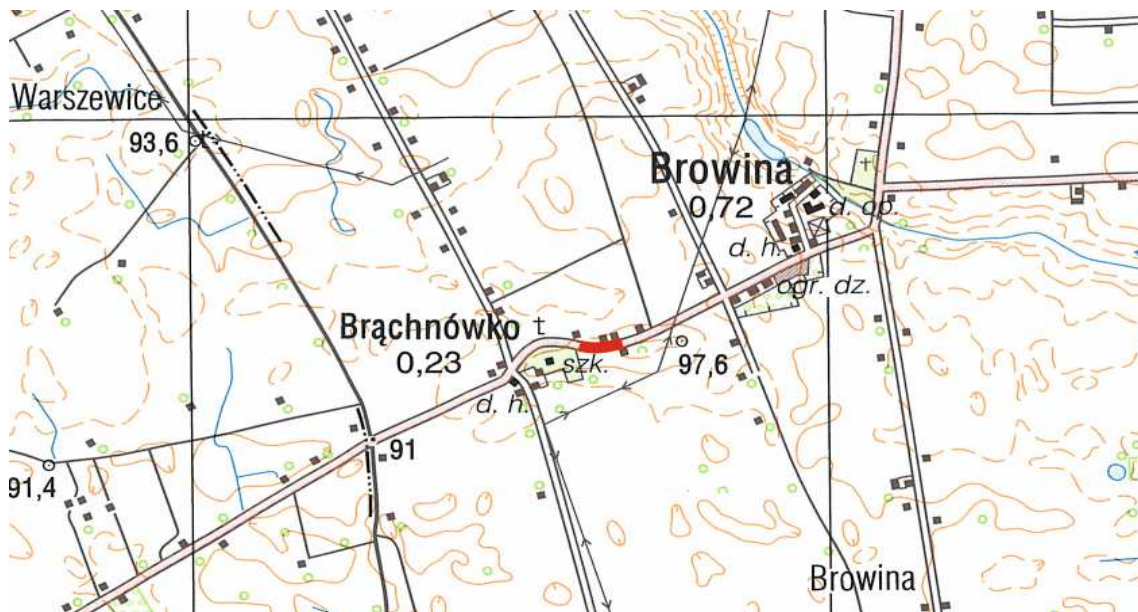 Warszewice
93,6
Browina
0,72
d. op.
d. h.
ogr. dz.
Brąchnówko
0,23
szk.
97,6
d. h.
91
91,4
Browina